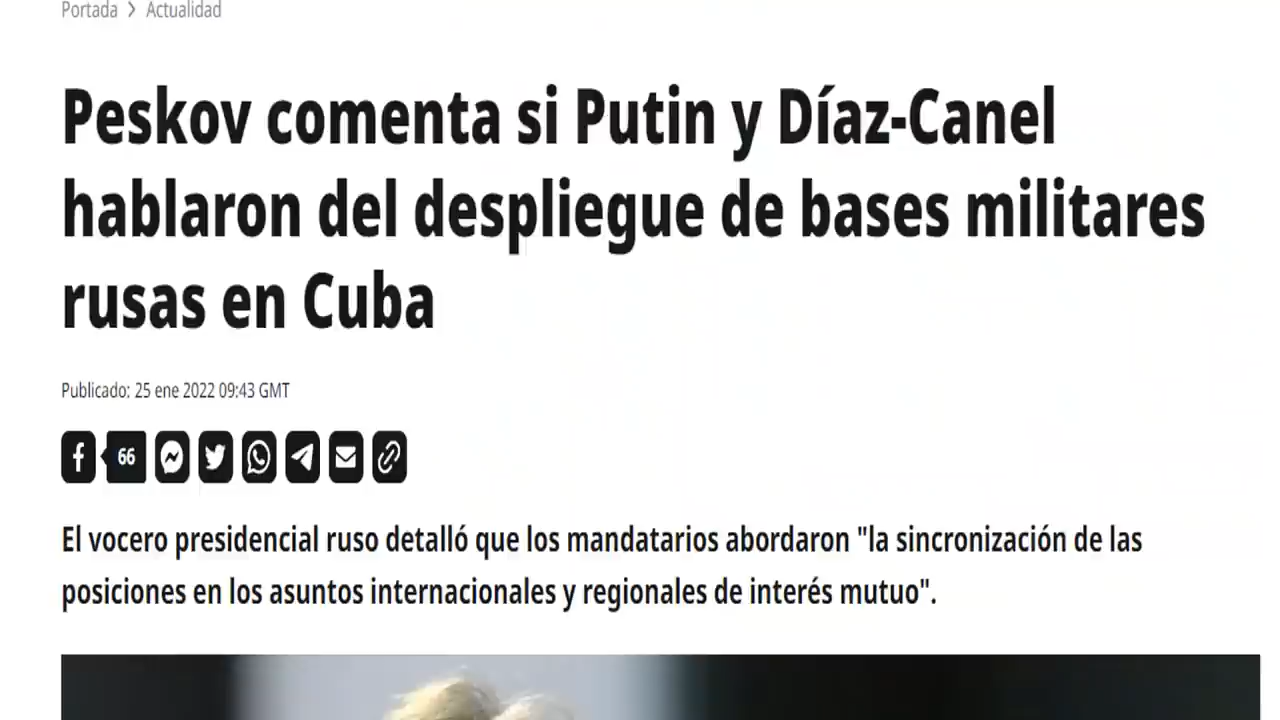 Portada > Actualidad
Peskov comenta si Putin y Díaz-Canel
hablaron del despliegue de bases militares
rusas en Cuba
Publicado: 25 ene 2022 09:43 GMT
66
El vocero presidencial ruso detalló que los mandatarios abordaron "la sincronización de las
posiciones en los asuntos internacionales y regionales de interés mutuo".